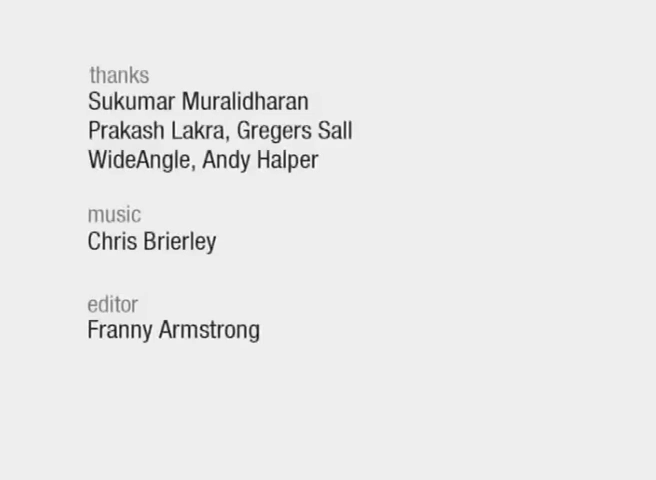 thanks
Sukumar Muralidharan
Prakash Lakra, Gregers Sall
WideAngle, Andy Halper
music
Chris Brierley
editor
Franny Armstrong